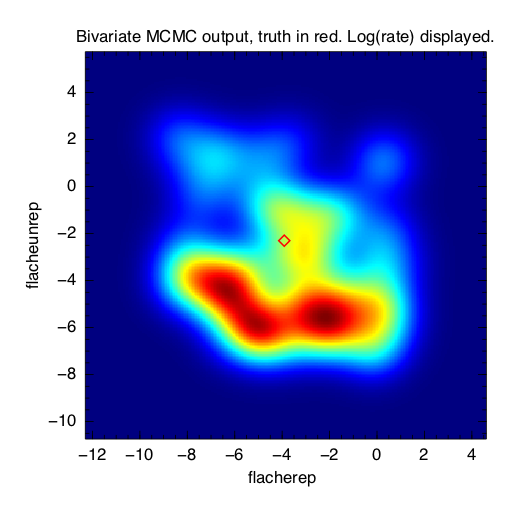 Bivariate MCMC output, truth in red. Log(rate) displayed.
4
2
0
−2
−4
−6
−8
−10
flacheunrep
−12 −10 −8 −6 −4 −2 0 2 4
flacherep